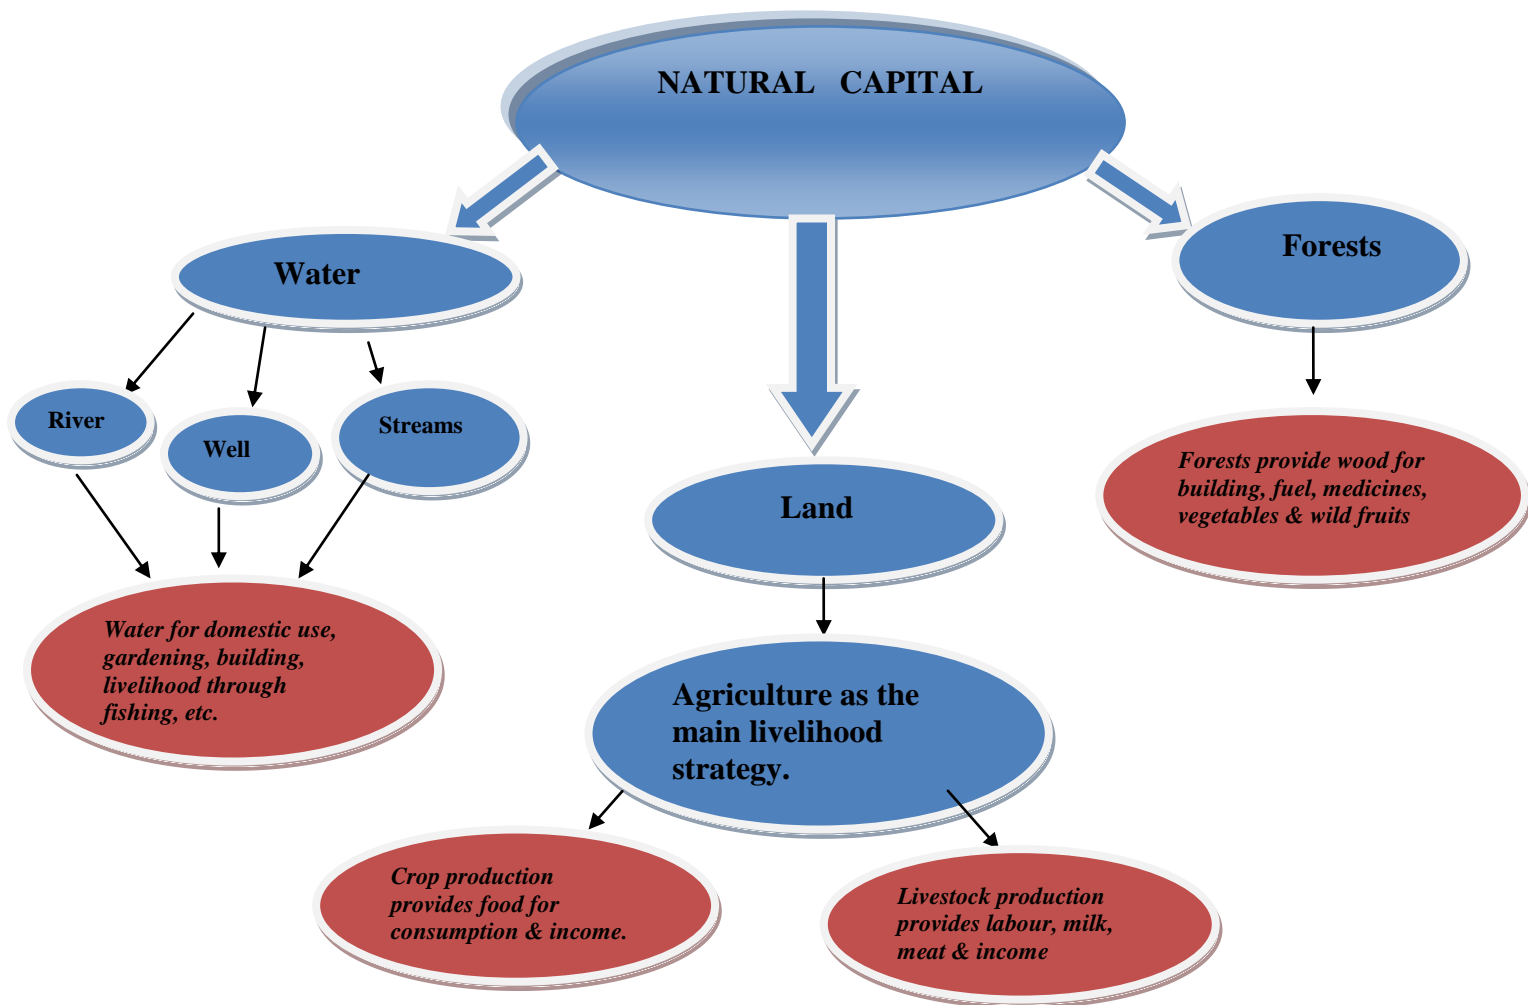 NATURAL CAPITAL
Water
Forests
River
Well
Streams
Land
Forests provide wood for
building, fuel, medicines,
vegetables & wild fruits
Water for domestic use,
gardening, building,
livelihood through
fishing, etc.
Agriculture as the
main livelihood
strategy.
Crop production
provides food for
consumption & income.
Livestock production
provides labour, milk,
meat & income